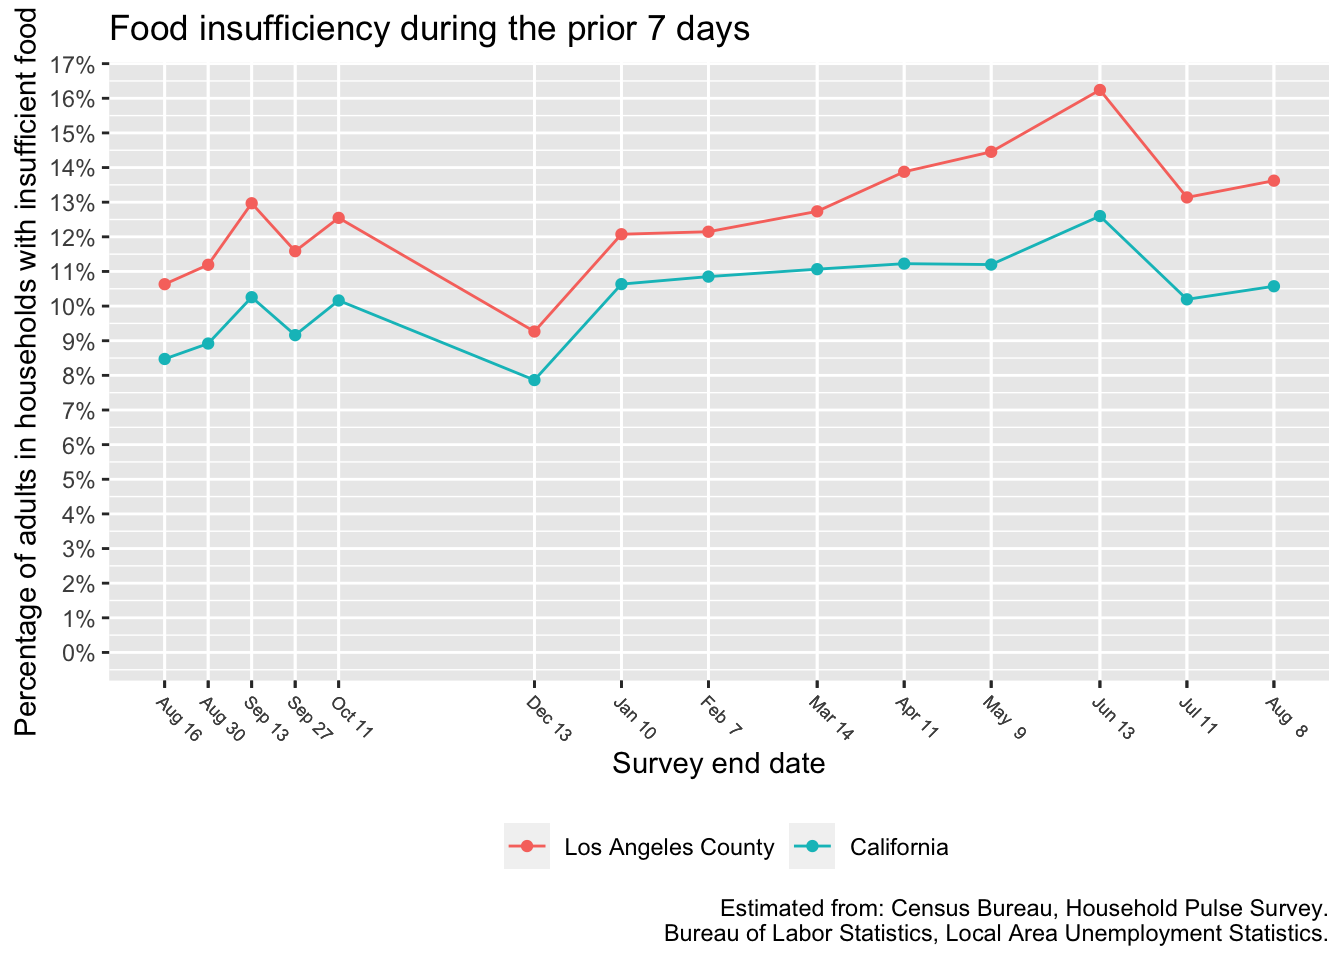 Food insufficiency during the prior 7 days
Percentage of adults in households with insufficient food
17%
16%
15%
14%
13%
12%
11%
10%
9%
8%
7%
6%
5%
4%
3%
2%
1%
0%
Aug 16
Aug 30
Sep 13
Sep 27
Oct 11
Dec 13
Jan 10
Feb 7
Mar 14
Apr 11
May 9
Jun 13
Jul 11
Aug 8
Survey end date
Los Angeles County
California
Estimated from: Census Bureau, Household Pulse Survey.
Bureau of Labor Statistics, Local Area Unemployment Statistics.